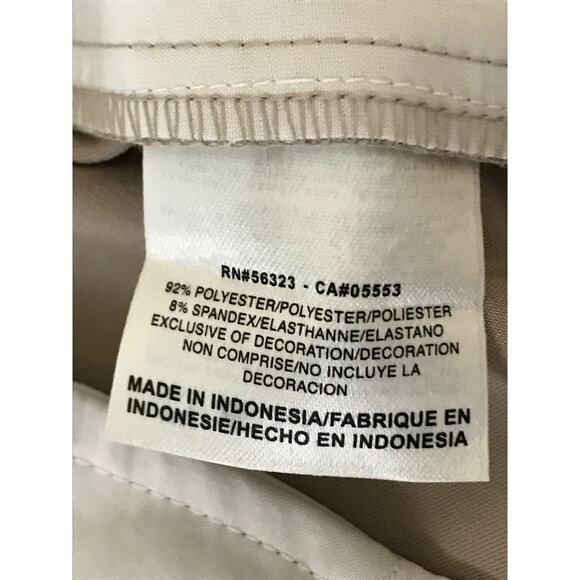 RN#56323 - CA#05553
92% POLYESTER/POLYESTER/POLIESTER
8% SPANDEX/ELASTHANNE/ELASTANO
EXCLUSIVE OF DECORATION/DECORATION
NON COMPRISE/NO INCLUYE LA
DECORACION
MADE IN INDONESIA/FABRIQUE EN
INDONESIE/HECHO EN INDONESIA